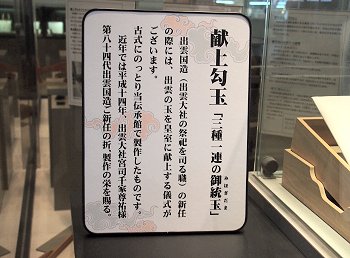 献上勾玉「三種一連の御統玉」
みほぎだま
出雲国造（出雲大社の祭祀を司る職）の新任
の際には、出雲の玉を皇室に献上する儀式が
ございます。
古式にのっとり当伝承館で製作したものです。
近年では平成十四年、出雲大社宮司千家尊祐様
第八十四代出雲国造ご新任の折、製作の栄を賜る。